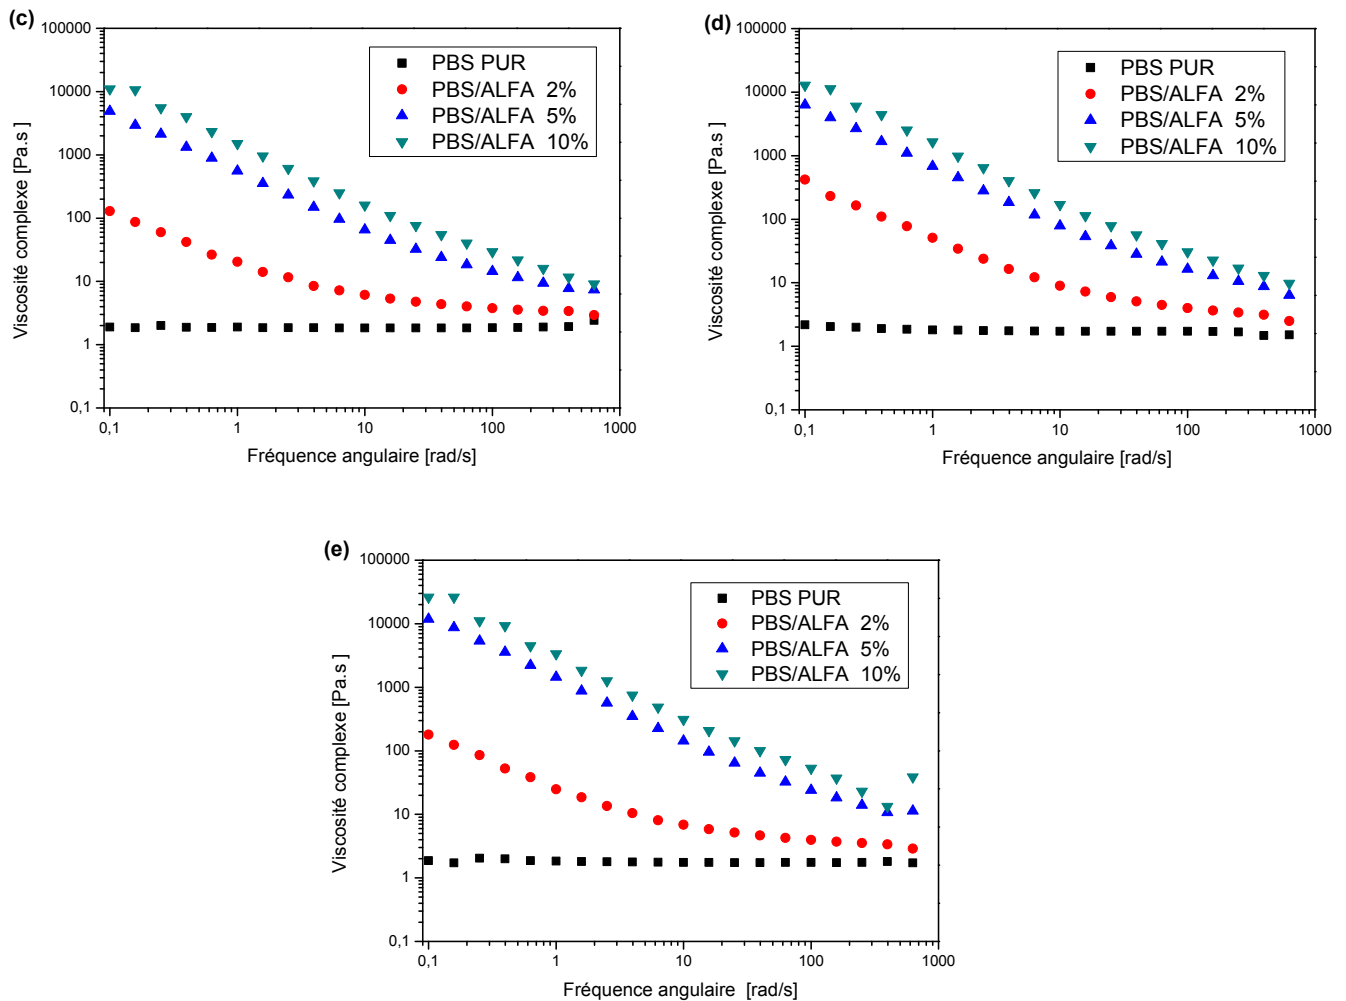 (c)
100000
10000
1000
100
10
1
0,1
Viscosité complexe [Pa.s ]
PBS PUR
PBS/ALFA 2%
PBS/ALFA 5%
PBS/ALFA 10%
0,1 1 10 100 1000
Fréquence angulaire [rad/s]
(d)
100000
10000
1000
100
10
1
0,1
Viscosité complexe [Pa.s ]
PBS PUR
PBS/ALFA 2%
PBS/ALFA 5%
PBS/ALFA 10%
0,1 1 10 100 1000
Fréquence angulaire [rad/s]
(e)
100000
10000
1000
100
10
1
0,1
Viscosité complexe [Pa.s ]
PBS PUR
PBS/ALFA 2%
PBS/ALFA 5%
PBS/ALFA 10%
0,1 1 10 100 1000
Fréquence angulaire [rad/s]